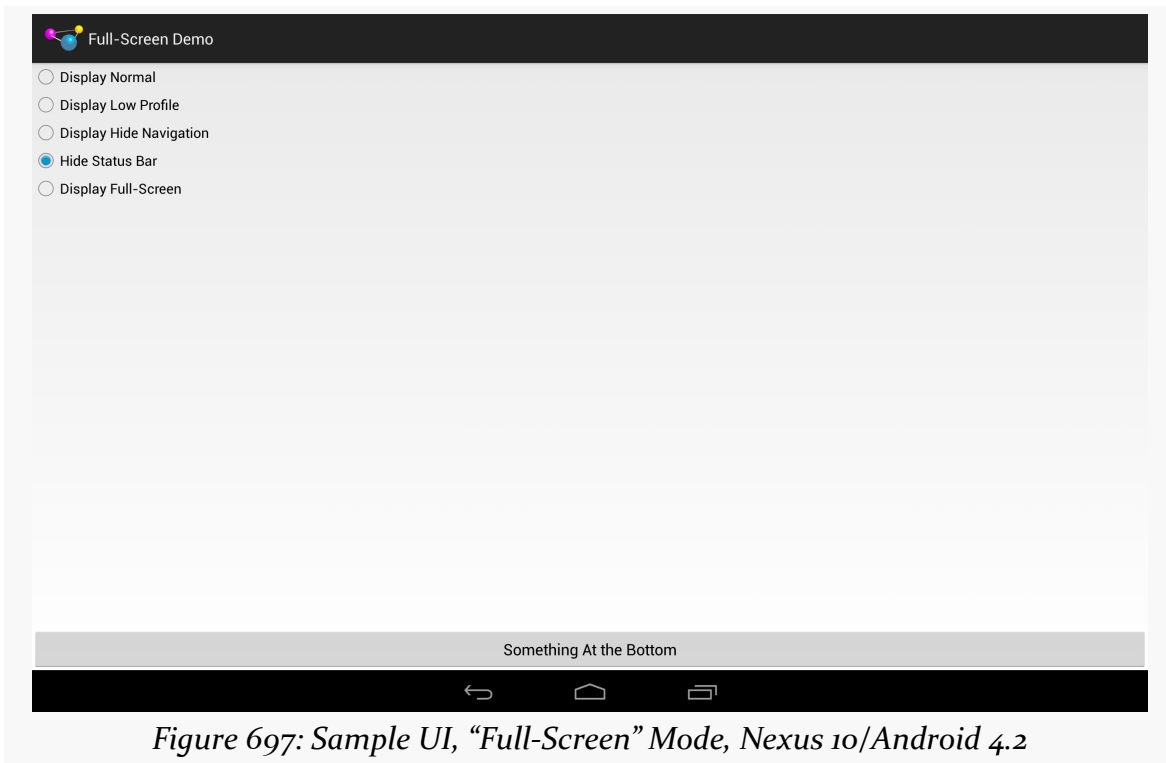 Full-Screen Demo
Display Normal
Display Low Profile
Display Hide Navigation
Hide Status Bar
Display Full-Screen
Something At the Bottom
Figure 697: Sample UI, “Full-Screen” Mode, Nexus 10/Android 4.2